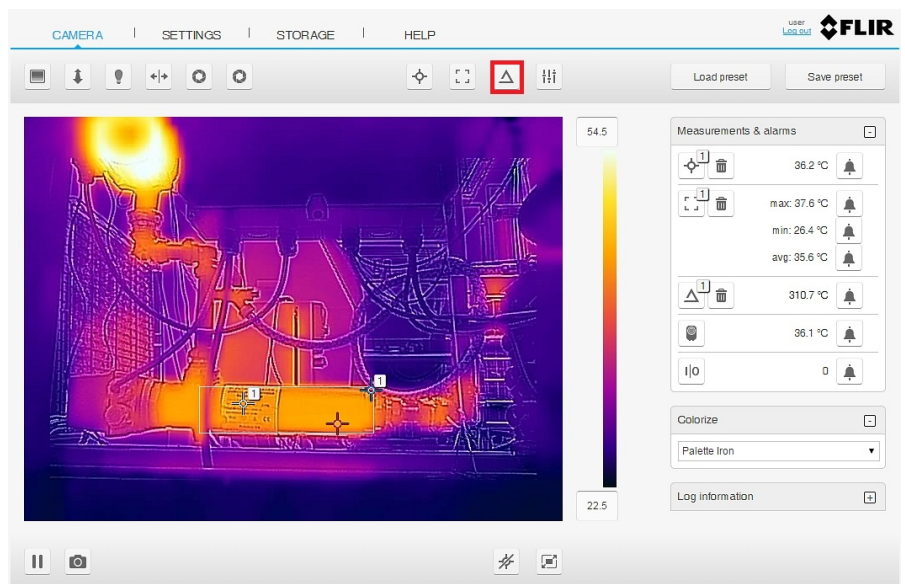 user
Log out
FLIR
CAMERA
SETTINGS
STORAGE
HELP
Load preset
Save preset
54.5
22.5
1
1
Measurements & alarms
1
36.2 °C
1
max: 37.6 °C
min: 26.4 °C
avg: 35.6 °C
1
310.7 °C
36.1 °C
I|O
0
Colorize
Palette Iron
Log information